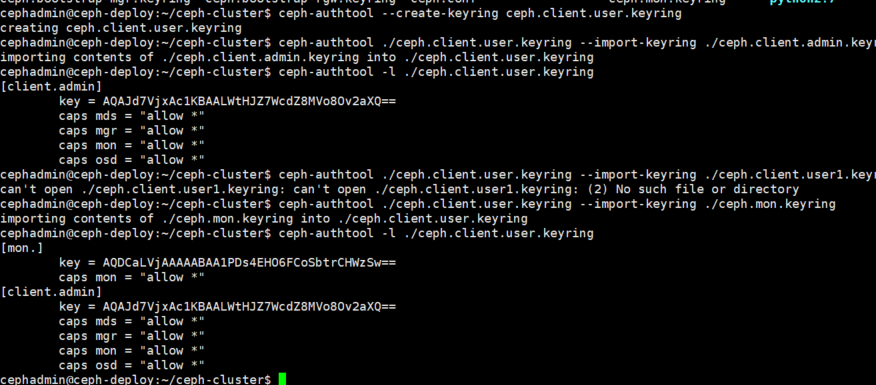 ceph.bootstrap-mgr.keyring  ceph.bootstrap-rgw.keyring  ceph.conf  ceph.mon.keyring  python2.7
cephadmin@ceph-deploy:~/ceph-cluster$ ceph-authtool --create-keyring ceph.client.user.keyring
creating ceph.client.user.keyring
cephadmin@ceph-deploy:~/ceph-cluster$ ceph-authtool ./ceph.client.user.keyring --import-keyring ./ceph.client.admin.keyr
importing contents of ./ceph.client.admin.keyring into ./ceph.client.user.keyring
cephadmin@ceph-deploy:~/ceph-cluster$ ceph-authtool -l ./ceph.client.user.keyring
[client.admin]
        key = AQAJd7VjxAc1KBAALWtHJZ7WcdZ8MVo8Ov2aXQ==
        caps mds = "allow *"
        caps mgr = "allow *"
        caps mon = "allow *"
        caps osd = "allow *"
cephadmin@ceph-deploy:~/ceph-cluster$ ceph-authtool ./ceph.client.user.keyring --import-keyring ./ceph.client.user1.keyr
can't open ./ceph.client.user1.keyring: can't open ./ceph.client.user1.keyring: (2) No such file or directory
cephadmin@ceph-deploy:~/ceph-cluster$ ceph-authtool ./ceph.client.user.keyring --import-keyring ./ceph.mon.keyring
importing contents of ./ceph.mon.keyring into ./ceph.client.user.keyring
cephadmin@ceph-deploy:~/ceph-cluster$ ceph-authtool -l ./ceph.client.user.keyring
[mon.]
        key = AQDCaLVjAAAAABAA1PDs4EHO6FCoSbtrCHWzSw==
        caps mon = "allow *"
[client.admin]
        key = AQAJd7VjxAc1KBAALWtHJZ7WcdZ8MVo8Ov2aXQ==
        caps mds = "allow *"
        caps mgr = "allow *"
        caps mon = "allow *"
        caps osd = "allow *"
cephadmin@ceph-deploy:~/ceph-cluster$